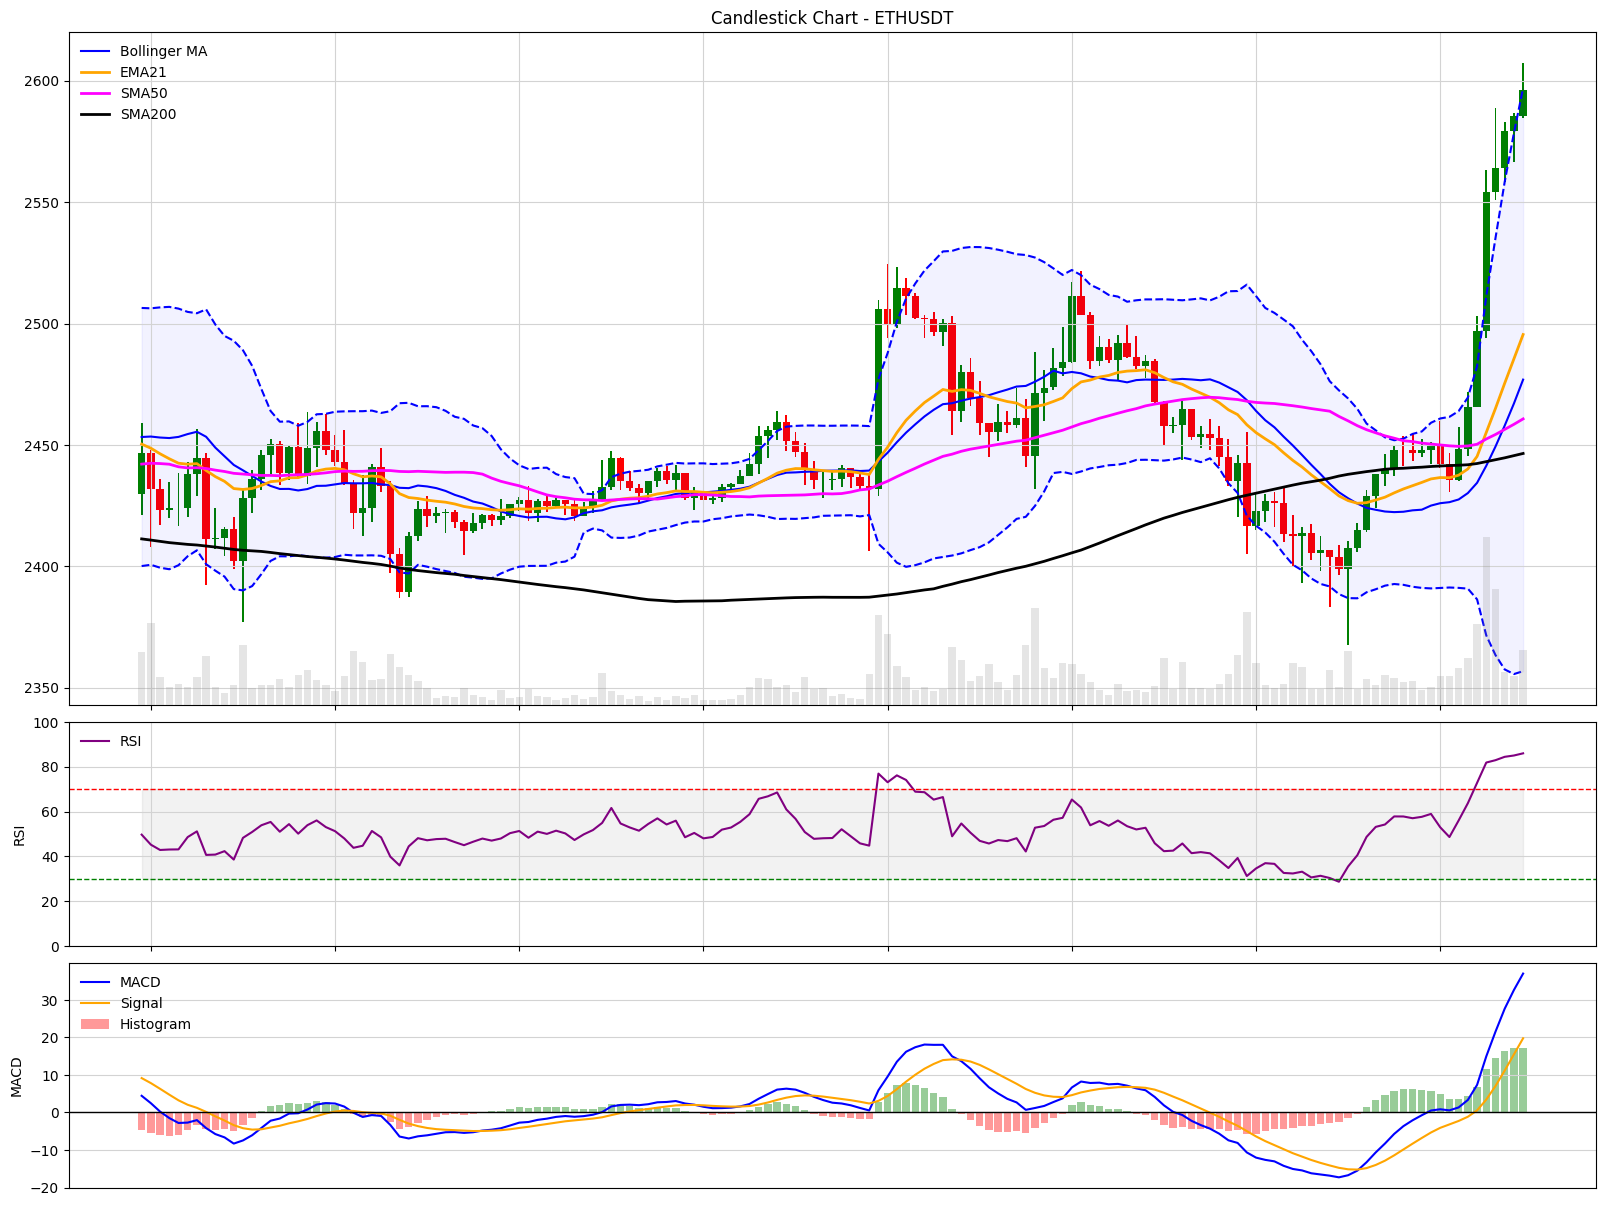 Candlestick Chart - ETHUSDT
Bollinger MA
EMA21
SMA50
SMA200
2600
2550
2500
2450
2400
2350
RSI
100
80
60
40
20
0
RSI
MACD
Signal
Histogram
30
20
10
0
−10
−20
MACD